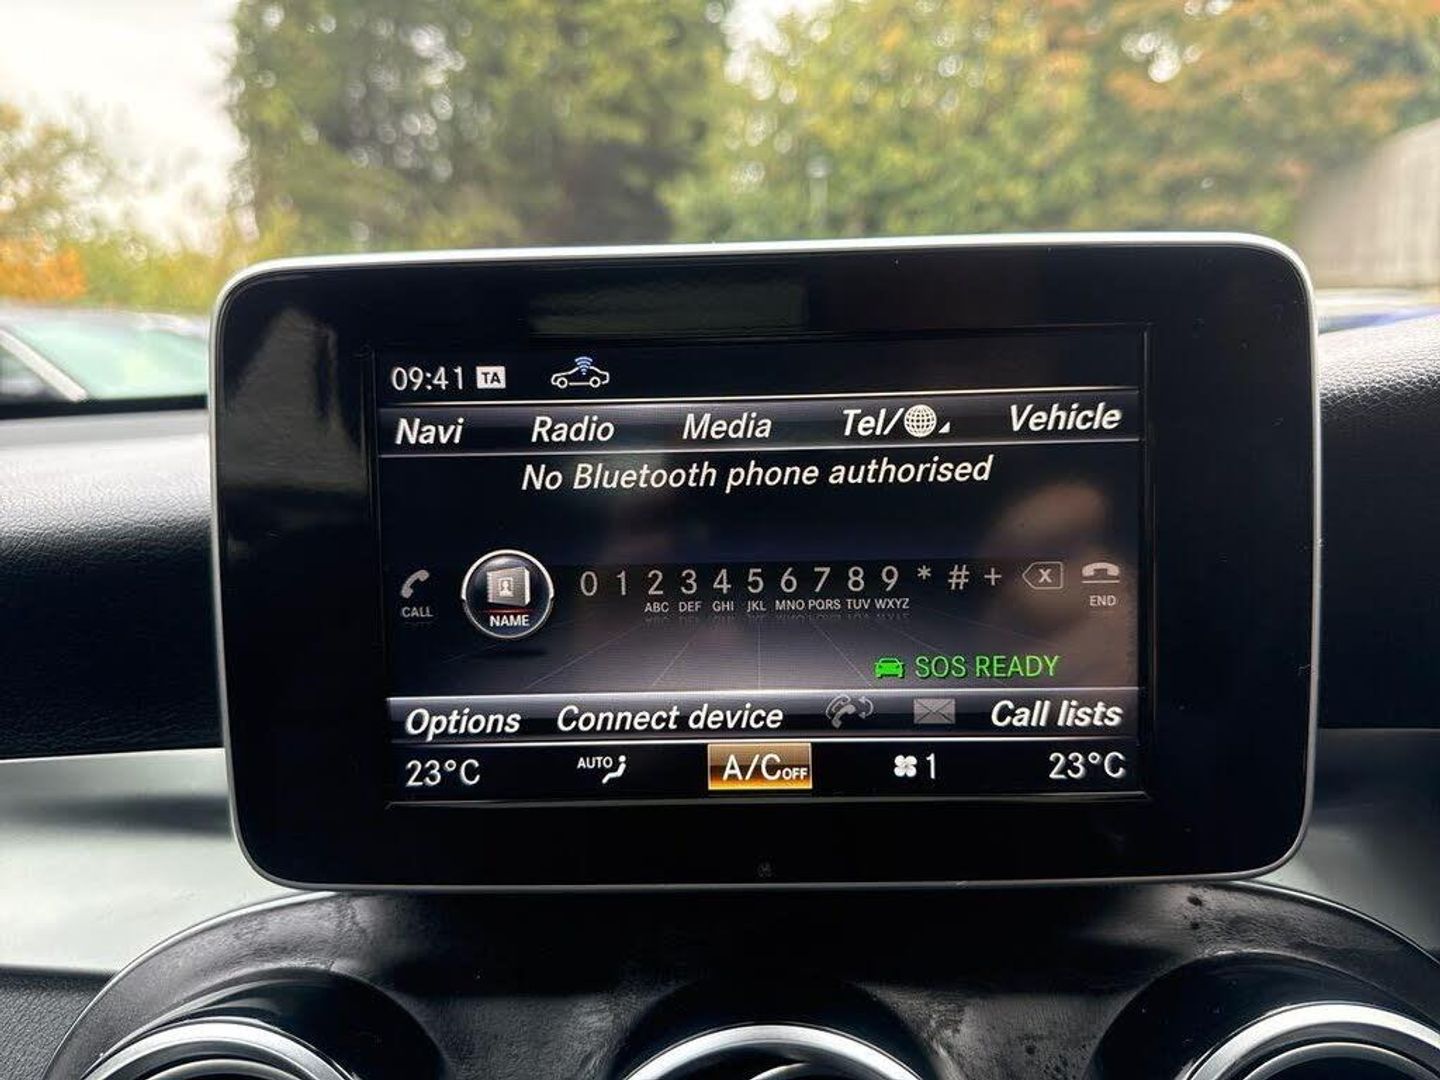 09:41 TA
Navi Radio Media Tel/ Vehicle
No Bluetooth phone authorised
0 1 2 3 4 5 6 7 8 9 * # + X
ABC DEF GHI JKL MNO PQRS TUV WXYZ
CALL NAME END
SOS READY
Options Connect device Call lists
23°C AUTO A/C OFF 1 23°C